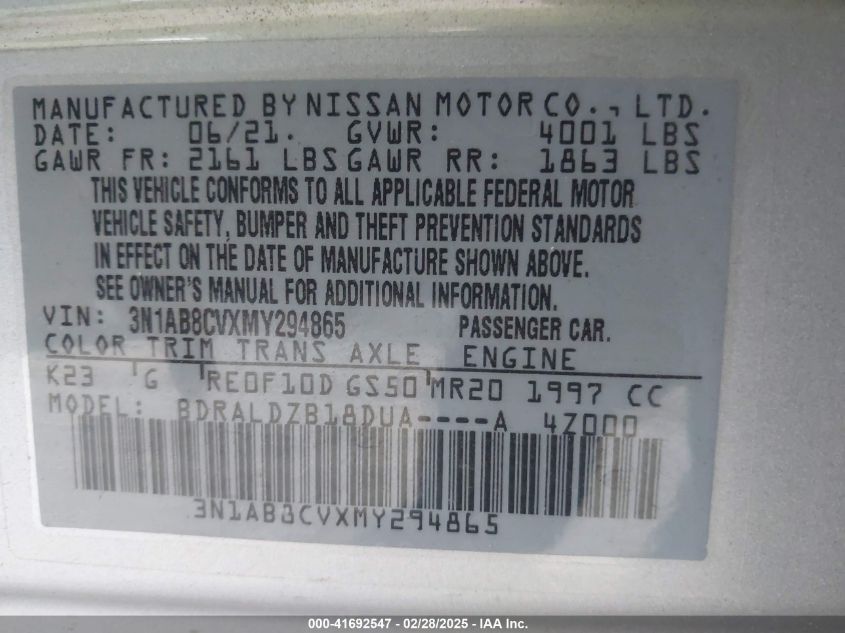 MANUFACTURED BY NISSAN MOTOR CO., LTD.
DATE: 06/21. GVWR: 4001 LBS
GAWR FR: 2161 LBS GAWR RR: 1863 LBS
THIS VEHICLE CONFORMS TO ALL APPLICABLE FEDERAL MOTOR
VEHICLE SAFETY, BUMPER AND THEFT PREVENTION STANDARDS
IN EFFECT ON THE DATE OF MANUFACTURE SHOWN ABOVE.
SEE OWNER'S MANUAL FOR ADDITIONAL INFORMATION.
VIN: 3N1AB8CVXMY294865 PASSENGER CAR.
COLOR TRIM TRANS AXLE ENGINE
K23 'G 'RE0F10D GS50'MR20 1997 CC
MODEL: BDRALDZB18DUA----A 4Z000
3N1AB8CVXMY294865
000-41692547 - 02/28/2025 - IAA Inc.